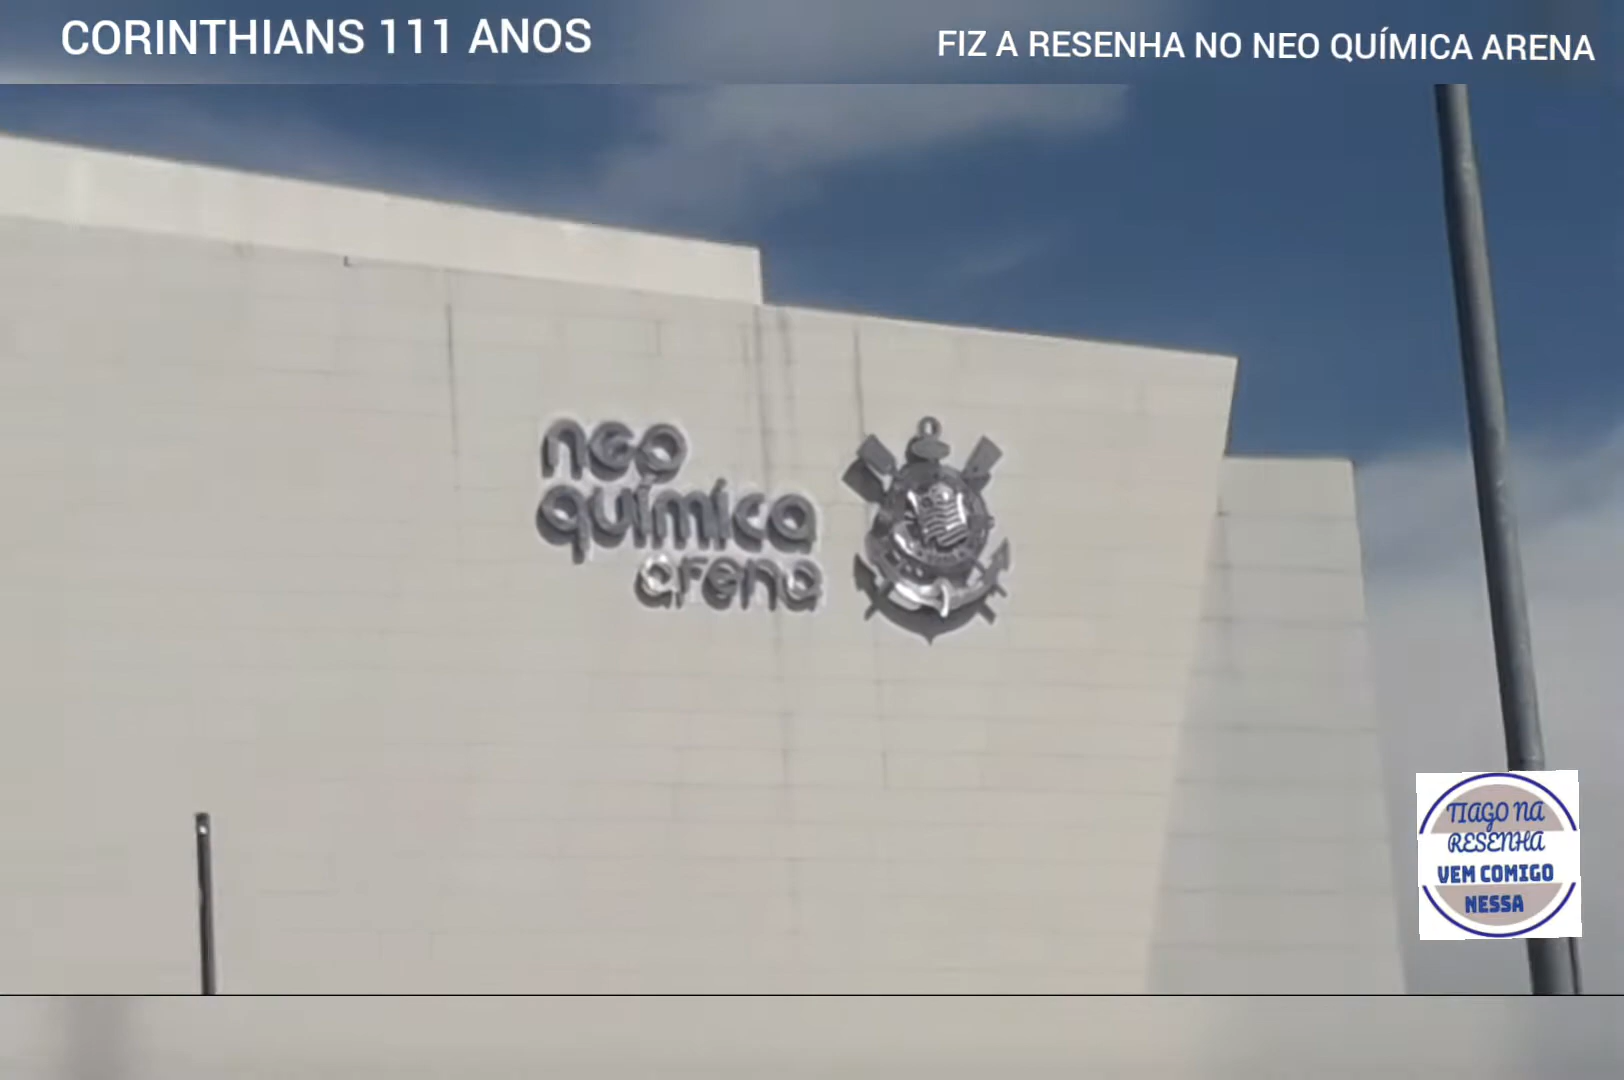 CORINTHIANS 111 ANOS
FIZ A RESENHA NO NEO QUÍMICA ARENA
neo
química
arena
TIAGO NA
RESENHA
VEM COMIGO
NESSA